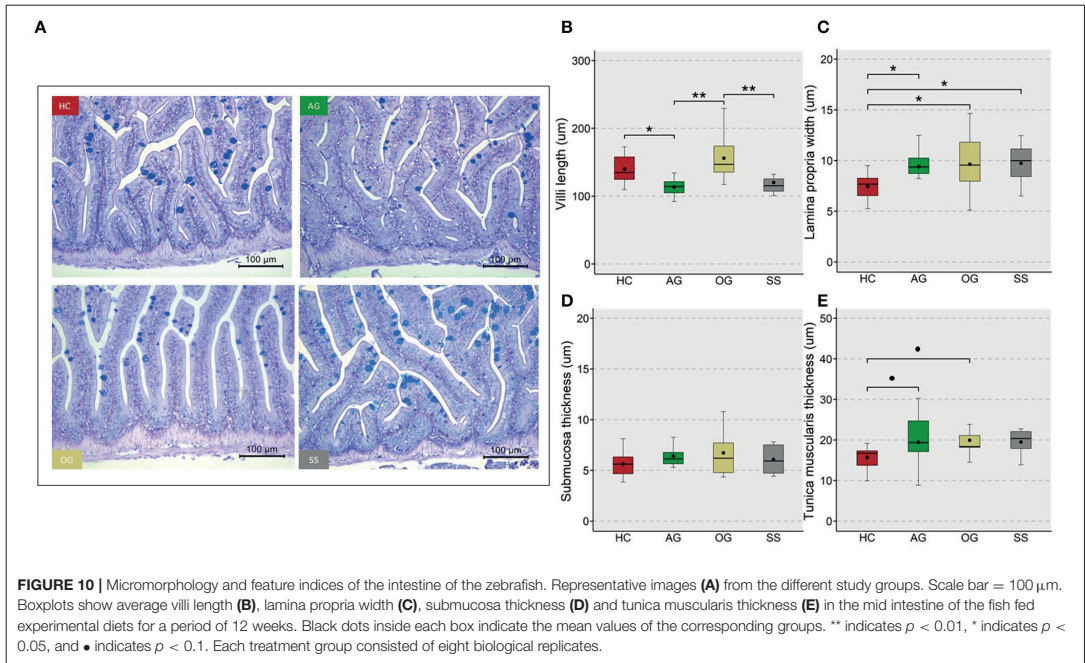 A
HC
100 µm
AG
100 µm
OG
100 µm
SS
100 µm
B
Villi length (um)
300
200
150
100
00
**
**
*
HC AG OG SS
C
Lamina propria width (um)
20
15
10
5
0
*
*
*
HC AG OG SS
D
Submucosa thickness (um)
20
15
10
5
0
HC AG OG SS
E
Tunica muscularis thickness (um)
50
40
30
20
10
0
•
•
HC AG OG SS
FIGURE 10 | Micromorphology and feature indices of the intestine of the zebrafish. Representative images (A) from the different study groups. Scale bar = 100 µm.
Boxplots show average villi length (B), lamina propria width (C), submucosa thickness (D) and tunica muscularis thickness (E) in the mid intestine of the fish fed
experimental diets for a period of 12 weeks. Black dots inside each box indicate the mean values of the corresponding groups. ** indicates p < 0.01, * indicates p <
0.05, and • indicates p < 0.1. Each treatment group consisted of eight biological replicates.